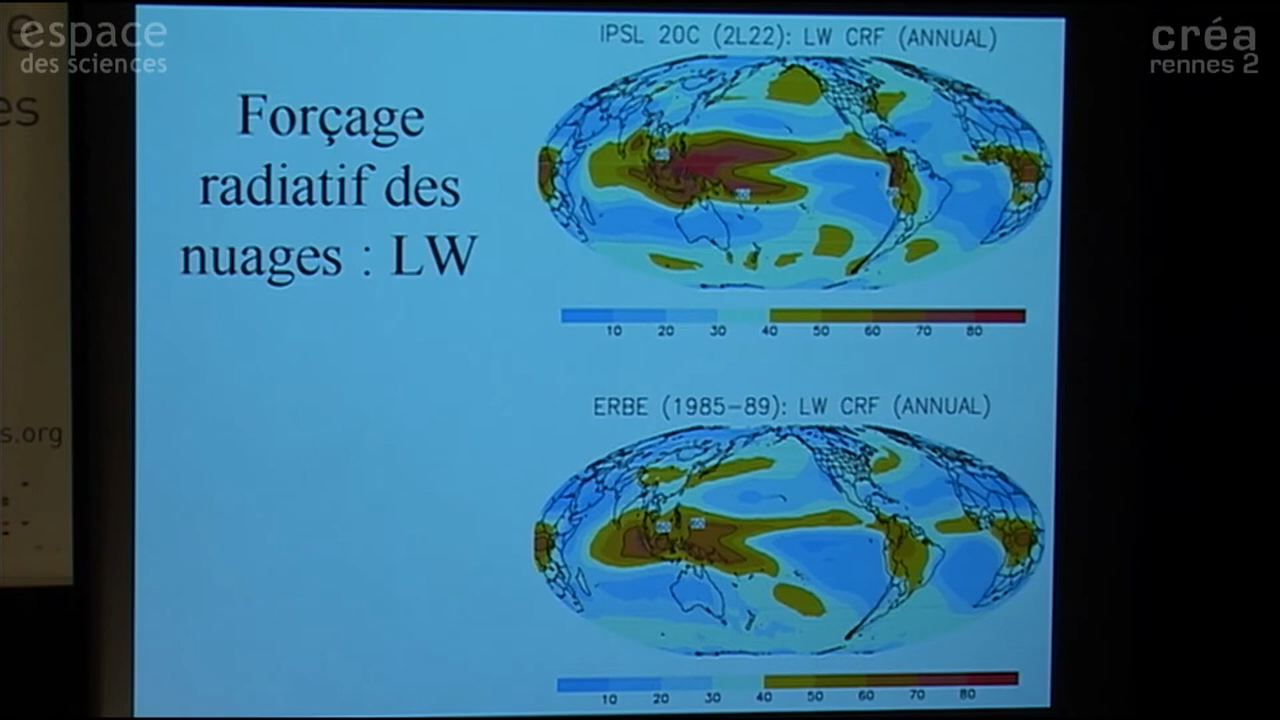 espace
des sciences
créa
rennes 2
es
s.org
Forçage
radiatif des
nuages : LW
IPSL 20C (2L22): LW CRF (ANNUAL)
10 20 30 40 50 60 70 80
ERBE (1985-89): LW CRF (ANNUAL)
10 20 30 40 50 60 70 80